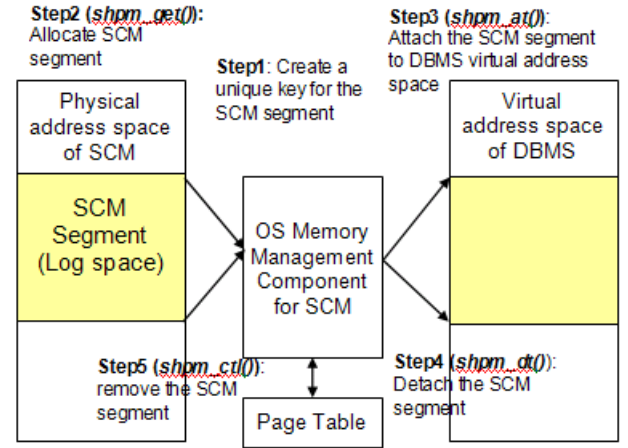 Step2 (shpm_get()):
Allocate SCM
segment
Step1: Create a
unique key for the
SCM segment
Step3 (shpm_at()):
Attach the SCM segment
to DBMS virtual address
space
Physical
address space
of SCM
Virtual
address space
of DBMS
SCM
Segment
(Log space)
OS Memory
Management
Component
for SCM
Step5 (shpm_ctl()):
remove the SCM
segment
Step4 (shpm_dt()):
Detach the SCM
segment
Page Table